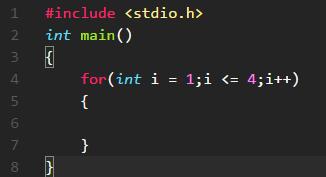 1 #include <stdio.h>
2 int main()
3 {
4     for(int i = 1;i <= 4;i++)
5     {
6
7     }
8 }